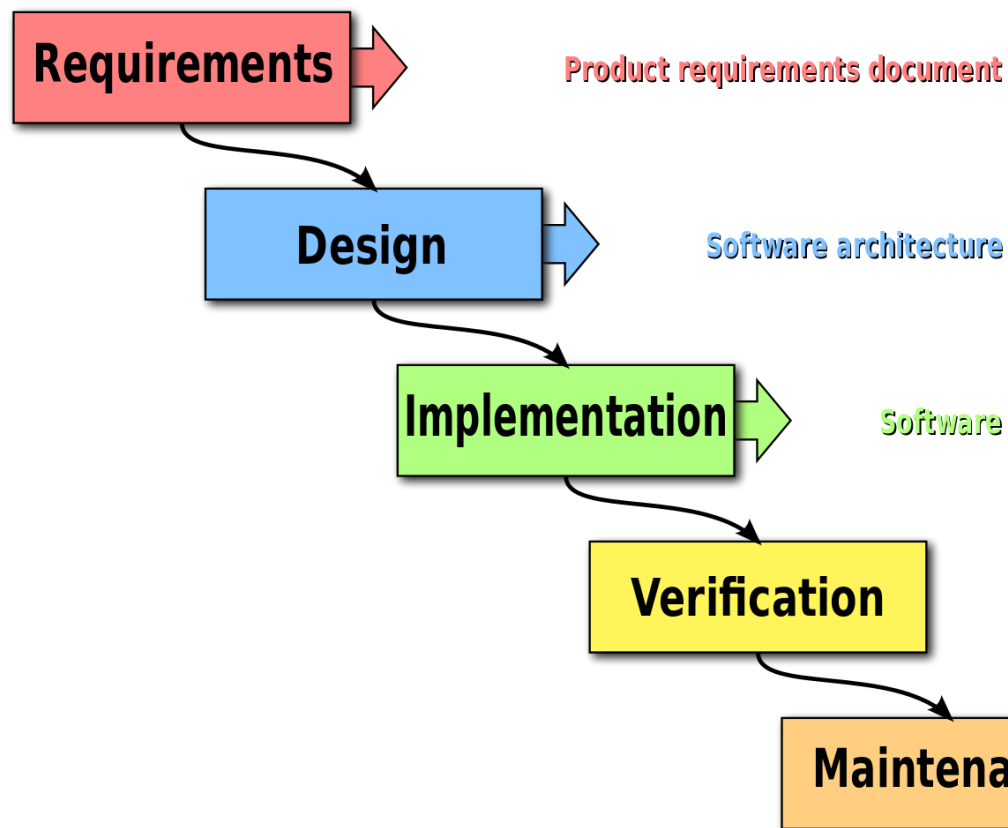 Requirements
Product requirements document
Design
Software architecture
Implementation
Software
Verification
Maintena